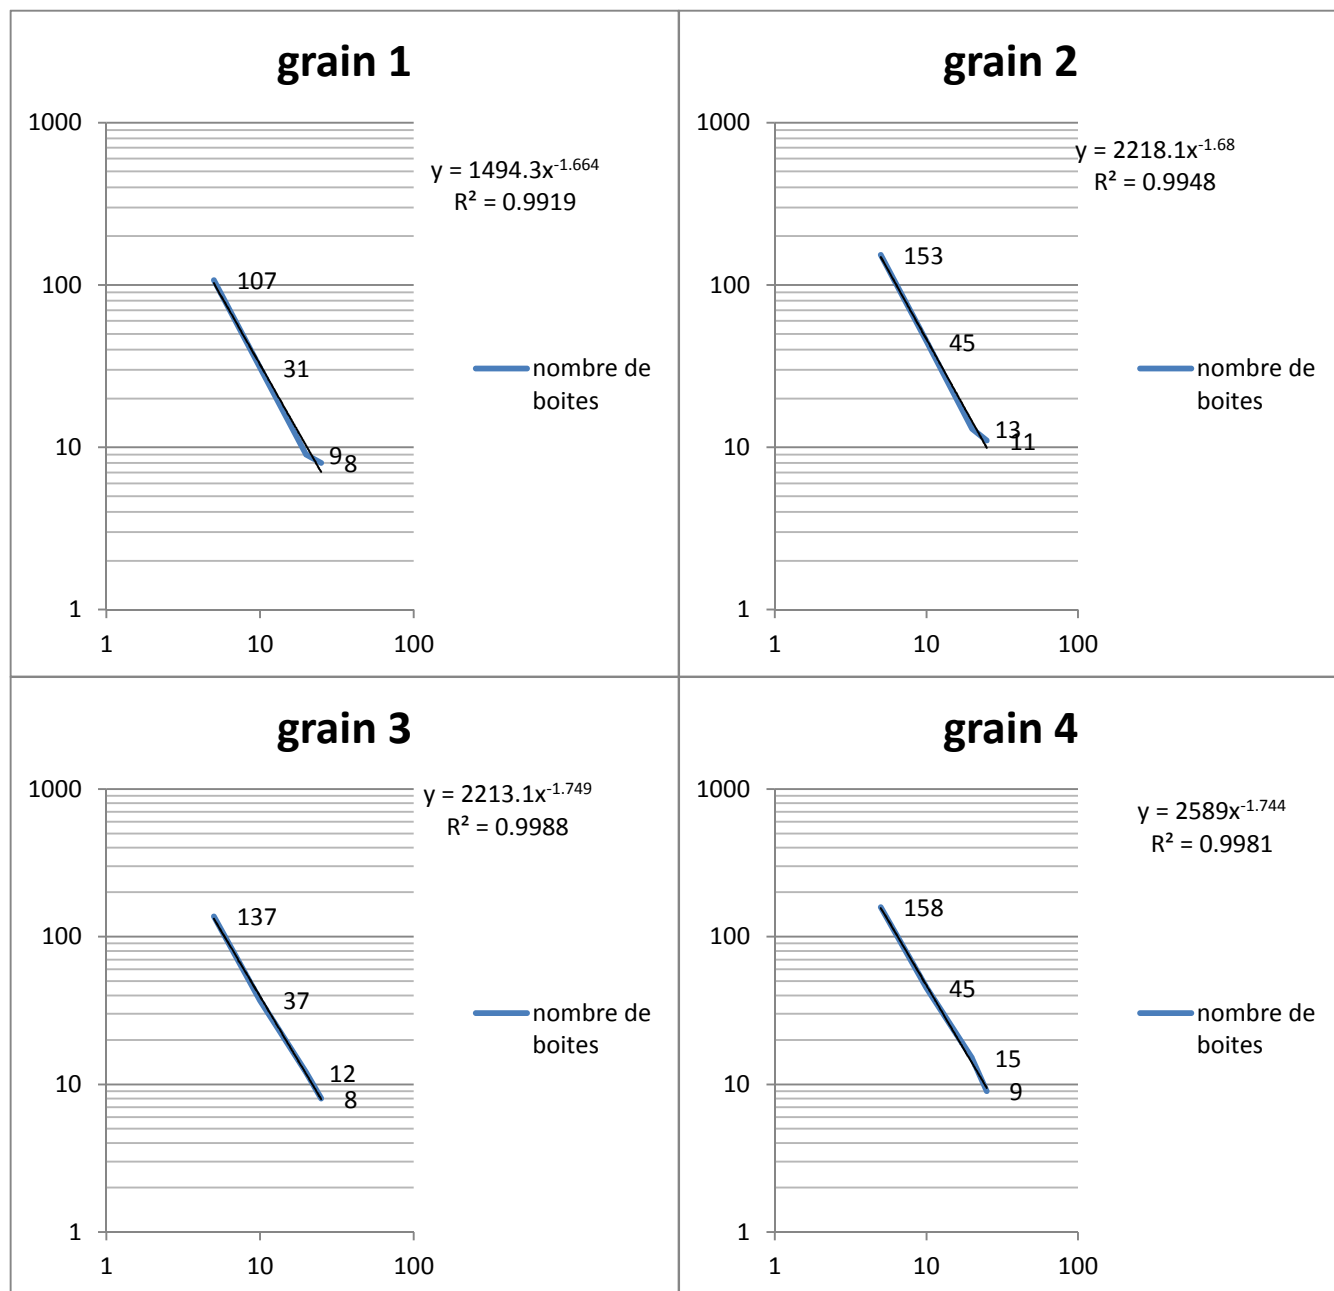 grain 1
1000
y = 1494.3x^-1.664
R² = 0.9919
107
100
31
nombre de
boites
10
9
8
1
1
10
100
grain 2
1000
y = 2218.1x^-1.68
R² = 0.9948
153
100
45
nombre de
boites
13
10
11
1
1
10
100
grain 3
1000
y = 2213.1x^-1.749
R² = 0.9988
137
100
37
nombre de
boites
12
10
8
1
1
10
100
grain 4
1000
y = 2589x^-1.744
R² = 0.9981
158
100
45
nombre de
boites
15
10
9
1
1
10
100